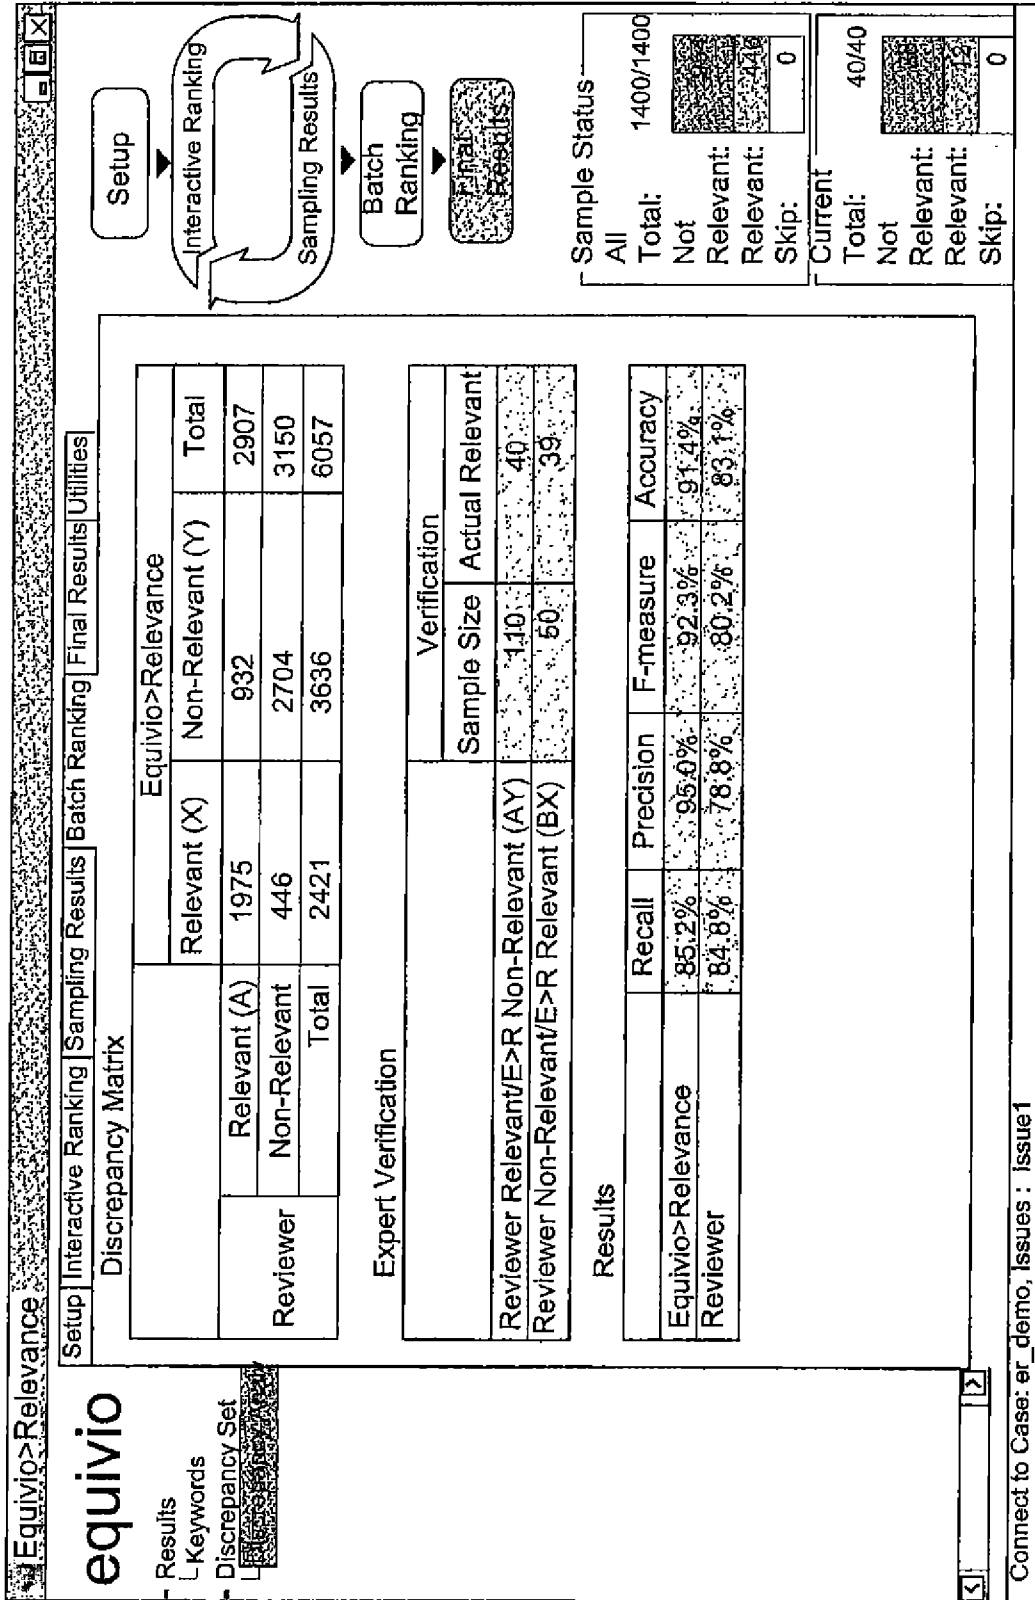 Equivio>Relevance
equivio
Results
Keywords
Discrepancy Set
Setup Interactive Ranking Sampling Results Batch Ranking Final Results Utilities
Discrepancy Matrix
Equivio>Relevance
Relevant (X) Non-Relevant (Y) Total
Reviewer
Relevant (A) 1975 932 2907
Non-Relevant 446 2704 3150
Total 2421 3636 6057
Expert Verification
Verification
Sample Size Actual Relevant
Reviewer Relevant/E>R Non-Relevant (AY) 110 40
Reviewer Non-Relevant/E>R Relevant (BX) 50 39
Results
Recall Precision F-measure Accuracy
Equivio>Relevance 85.2% 95.0% 92.3% 91.4%
Reviewer 84.8% 78.8% 80.2% 83.1%
Setup
Interactive Ranking
Sampling Results
Batch
Ranking
Final
Results
Sample Status
All
Total: 1400/1400
Not
Relevant:
Relevant: 446
Skip: 0
Current
Total: 40/40
Not
Relevant:
Relevant: 12
Skip: 0
Connect to Case: er_demo, Issues : Issue1